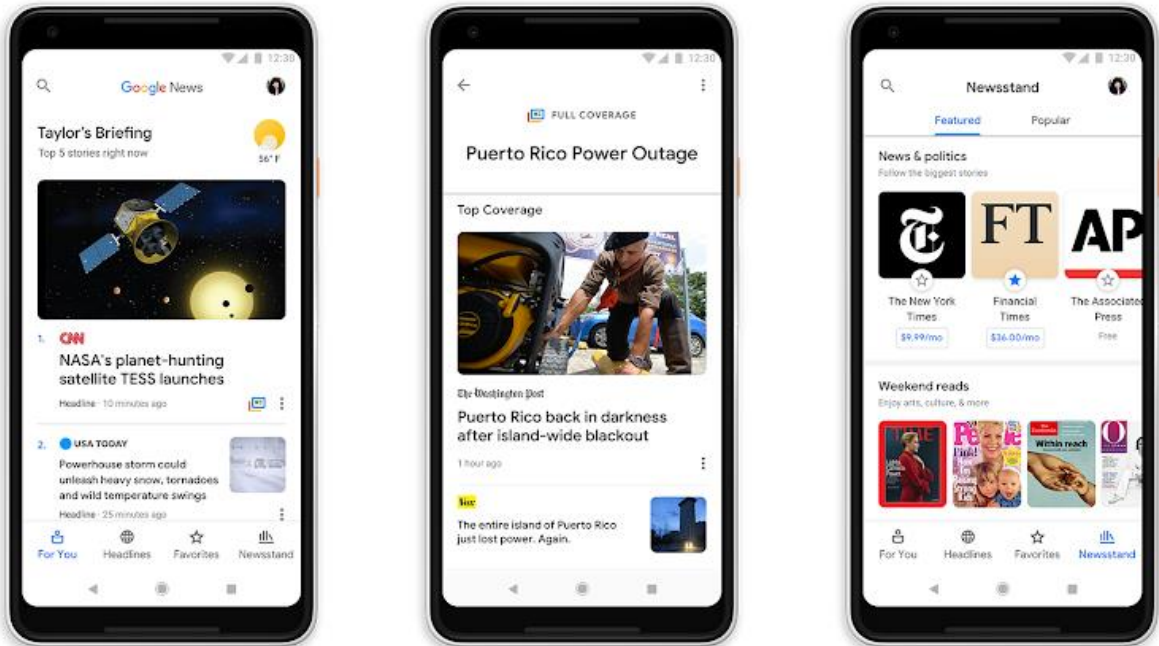 12:30
Google News
Taylor's Briefing
Top 5 stories right now
56° F
1. CNN
NASA's planet-hunting
satellite TESS launches
Headline · 10 minutes ago
2. USA TODAY
Powerhouse storm could
unleash heavy snow, tornadoes
and wild temperature swings
Headline · 25 minutes ago
For You Headlines Favorites Newsstand
12:30
FULL COVERAGE
Puerto Rico Power Outage
Top Coverage
The Washington Post
Puerto Rico back in darkness
after island-wide blackout
1 hour ago
Vox
The entire island of Puerto Rico
just lost power. Again.
12:30
Newsstand
Featured Popular
News & politics
Follow the biggest stories
T FT AP
The New York Financial The Associated
Times Times Press
$9.99/mo $36.00/mo Free
Weekend reads
Enjoy arts, culture, & more
TIME People The Economist O
Pink!
Within reach
For You Headlines Favorites Newsstand